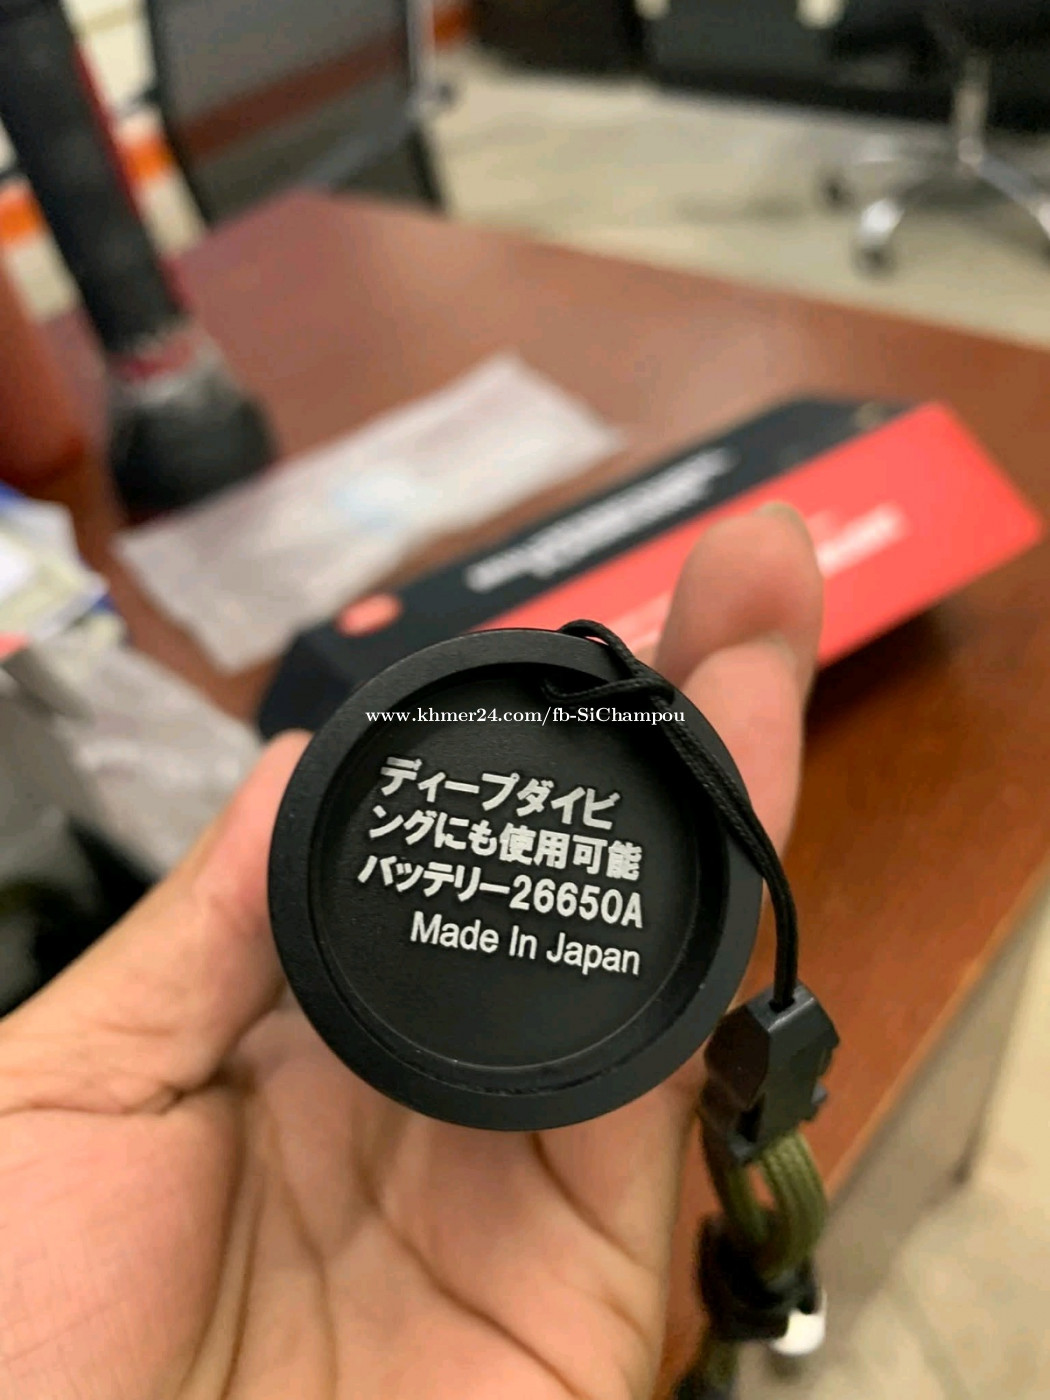 www.khmer24.com/fb-SiChampou
ディープダイビ
ングにも使用可能
バッテリー26650A
Made In Japan